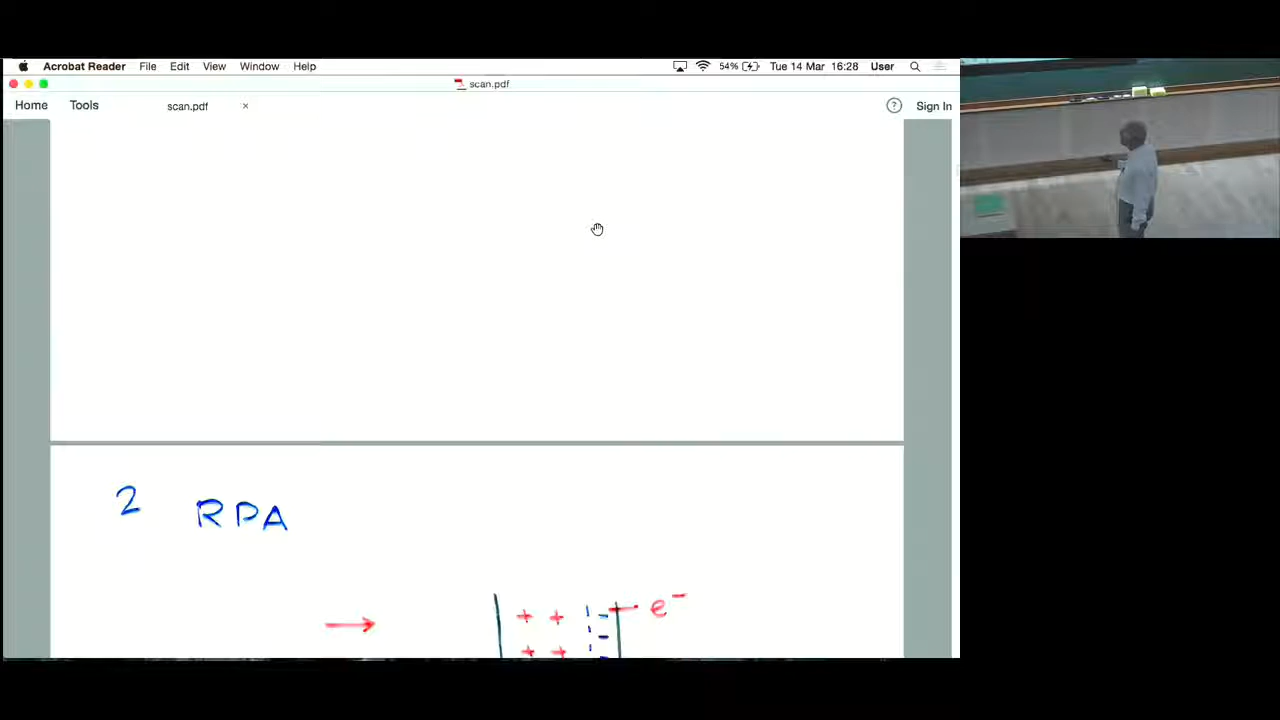 Acrobat Reader File Edit View Window Help 54% Tue 14 Mar 16:28 User
scan.pdf
Home Tools scan.pdf × ? Sign In
2 RPA
+ + - e-
+ + -